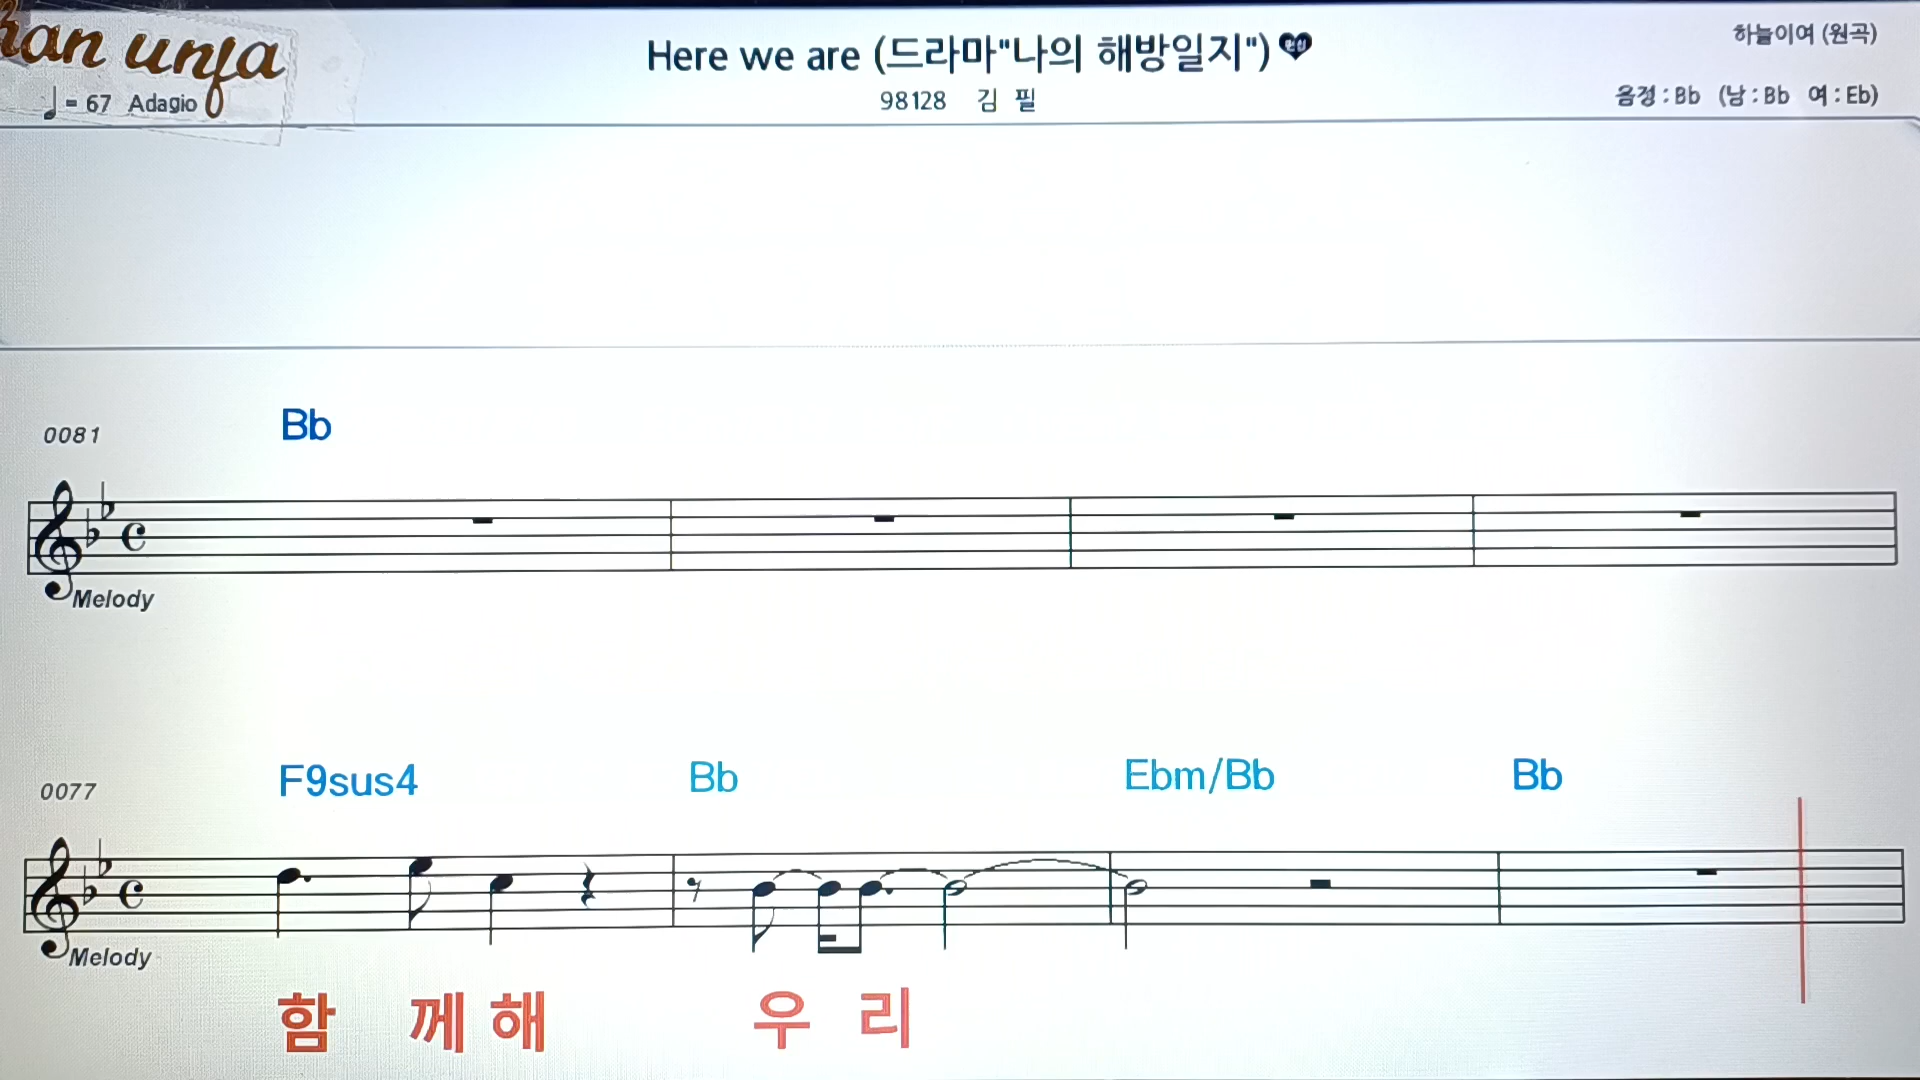 han unfa
Here we are (드라마"나의 해방일지")
하늘이여 (원곡)
= 67 Adagio
98128 김 필
음정 : Bb (남 : Bb 여 : Eb)
0081 Bb
Melody
0077 F9sus4 Bb Ebm/Bb Bb
Melody
함 께 해 우 리